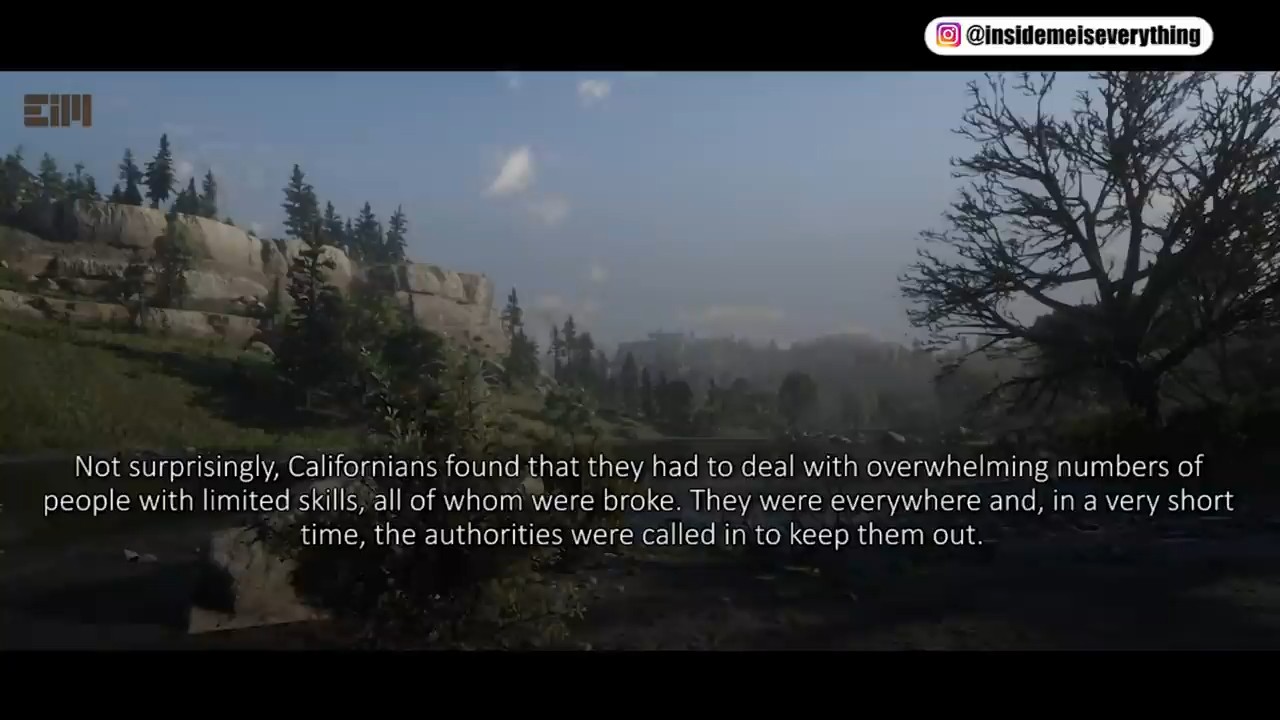 @insidemeiseverything
EiM
Not surprisingly, Californians found that they had to deal with overwhelming numbers of
people with limited skills, all of whom were broke. They were everywhere and, in a very short
time, the authorities were called in to keep them out.